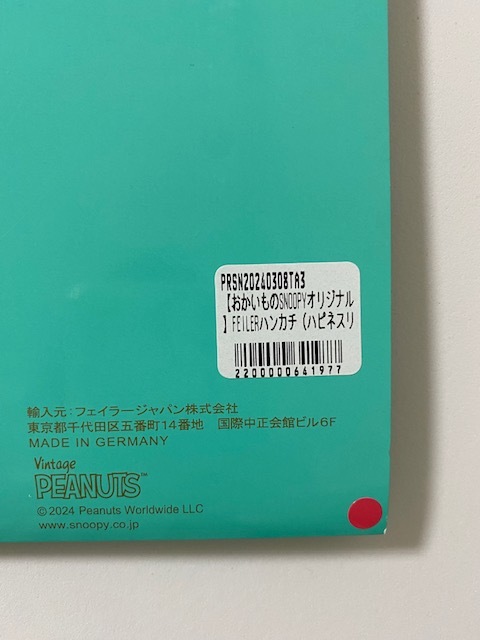 PRSN20240308TA3
【おかいものSNOOPYオリジナル
】FEILERハンカチ（ハピネスリ
2200000641977
輸入元：フェイラージャパン株式会社
東京都千代田区五番町14番地　国際中正会館ビル6F
MADE IN GERMANY
Vintage
PEANUTS™
©2024 Peanuts Worldwide LLC
www.snoopy.co.jp